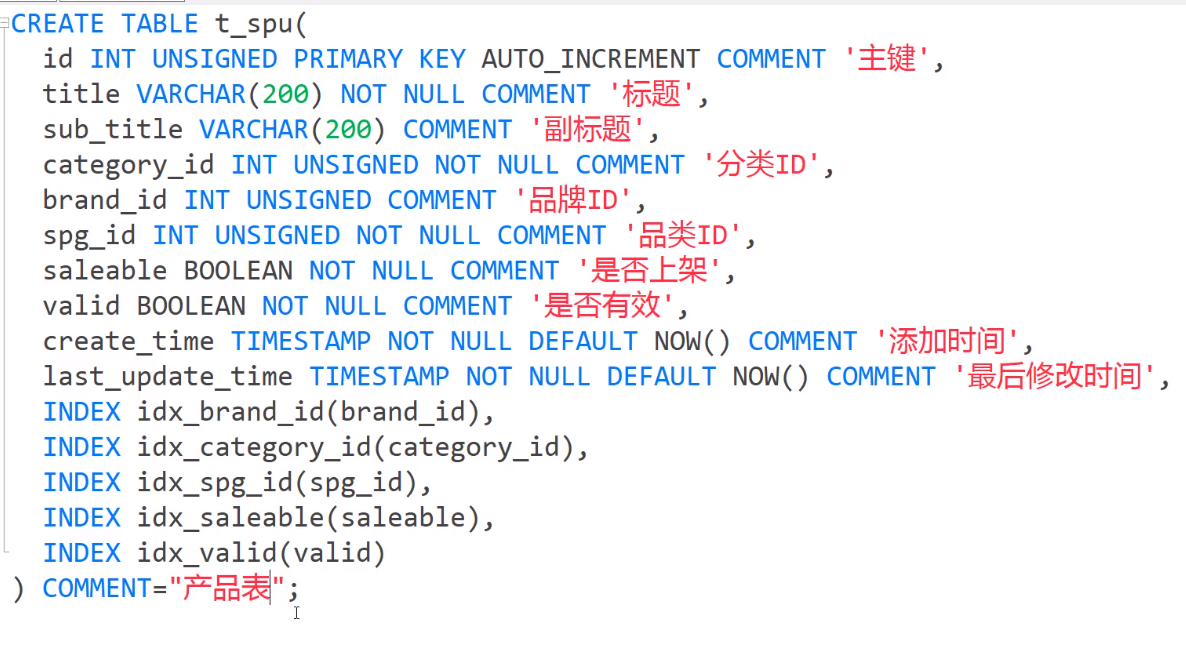 CREATE TABLE t_spu(
id INT UNSIGNED PRIMARY KEY AUTO_INCREMENT COMMENT '主键',
title VARCHAR(200) NOT NULL COMMENT '标题',
sub_title VARCHAR(200) COMMENT '副标题',
category_id INT UNSIGNED NOT NULL COMMENT '分类ID',
brand_id INT UNSIGNED COMMENT '品牌ID',
spg_id INT UNSIGNED NOT NULL COMMENT '品类ID',
saleable BOOLEAN NOT NULL COMMENT '是否上架',
valid BOOLEAN NOT NULL COMMENT '是否有效',
create_time TIMESTAMP NOT NULL DEFAULT NOW() COMMENT '添加时间',
last_update_time TIMESTAMP NOT NULL DEFAULT NOW() COMMENT '最后修改时间',
INDEX idx_brand_id(brand_id),
INDEX idx_category_id(category_id),
INDEX idx_spg_id(spg_id),
INDEX idx_saleable(saleable),
INDEX idx_valid(valid)
) COMMENT="产品表";